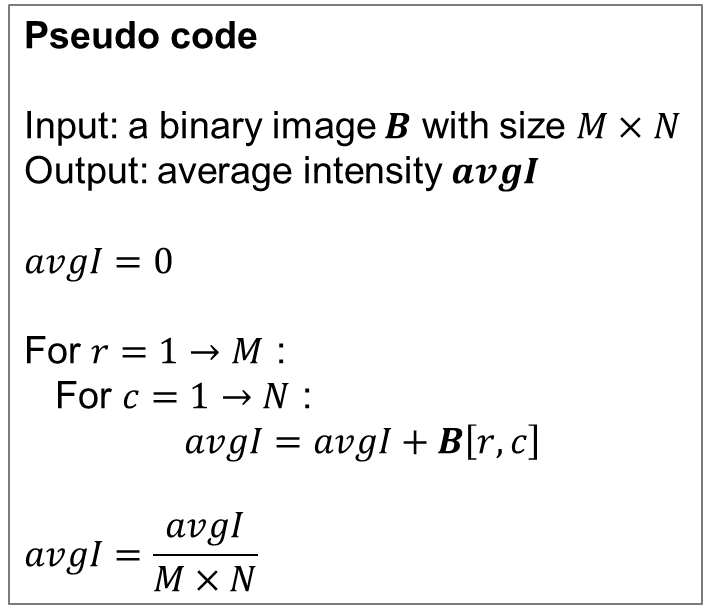 Pseudo code
Input: a binary image B with size M × N
Output: average intensity avgI
avgI = 0
For r = 1 → M :
For c = 1 → N :
avgI = avgI + B[r, c]
avgI = avgI / M × N